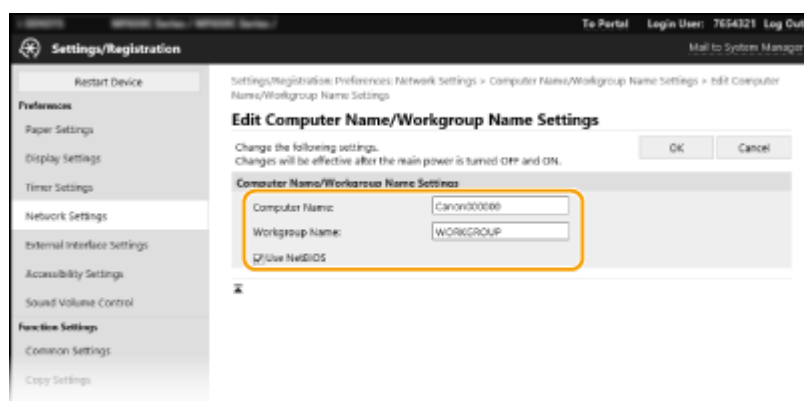 To Portal Login User: 7654321 Log Out
Settings/Registration
Mail to System Manager
Restart Device
Settings/Registration: Preferences: Network Settings > Computer Name/Workgroup Name Settings > Edit Computer
Name/Workgroup Name Settings
Preferences
Edit Computer Name/Workgroup Name Settings
Paper Settings
Change the following settings.
Changes will be effective after the main power is turned OFF and ON.
OK
Cancel
Display Settings
Computer Name/Workgroup Name Settings
Timer Settings
Computer Name:
Canon000000
Network Settings
Workgroup Name:
WORKGROUP
External Interface Settings
Use NetBIOS
Accessibility Settings
Sound Volume Control
Function Settings
Common Settings
Copy Settings